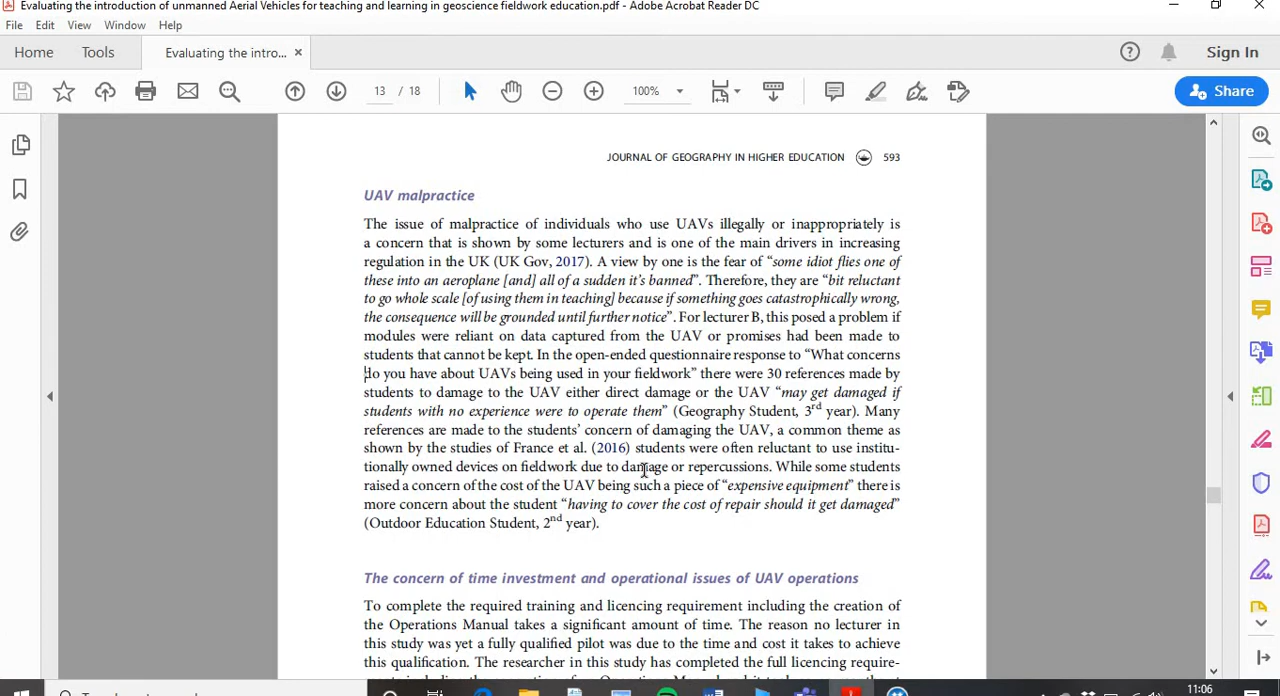 Evaluating the introduction of unmanned Aerial Vehicles for teaching and learning in geoscience fieldwork education.pdf - Adobe Acrobat Reader DC
File Edit View Window Help
Home Tools Evaluating the intro... × Sign In
13 / 18 100% Share
JOURNAL OF GEOGRAPHY IN HIGHER EDUCATION 593
UAV malpractice
The issue of malpractice of individuals who use UAVs illegally or inappropriately is
a concern that is shown by some lecturers and is one of the main drivers in increasing
regulation in the UK (UK Gov, 2017). A view by one is the fear of “some idiot flies one of
these into an aeroplane [and] all of a sudden it’s banned”. Therefore, they are “bit reluctant
to go whole scale [of using them in teaching] because if something goes catastrophically wrong,
the consequence will be grounded until further notice”. For lecturer B, this posed a problem if
modules were reliant on data captured from the UAV or promises had been made to
students that cannot be kept. In the open-ended questionnaire response to “What concerns
do you have about UAVs being used in your fieldwork” there were 30 references made by
students to damage to the UAV either direct damage or the UAV “may get damaged if
students with no experience were to operate them” (Geography Student, 3rd year). Many
references are made to the students’ concern of damaging the UAV, a common theme as
shown by the studies of France et al. (2016) students were often reluctant to use institu-
tionally owned devices on fieldwork due to damage or repercussions. While some students
raised a concern of the cost of the UAV being such a piece of “expensive equipment” there is
more concern about the student “having to cover the cost of repair should it get damaged”
(Outdoor Education Student, 2nd year).
The concern of time investment and operational issues of UAV operations
To complete the required training and licencing requirement including the creation of
the Operations Manual takes a significant amount of time. The reason no lecturer in
this study was yet a fully qualified pilot was due to the time and cost it takes to achieve
this qualification. The researcher in this study has completed the full licencing require-
11:06